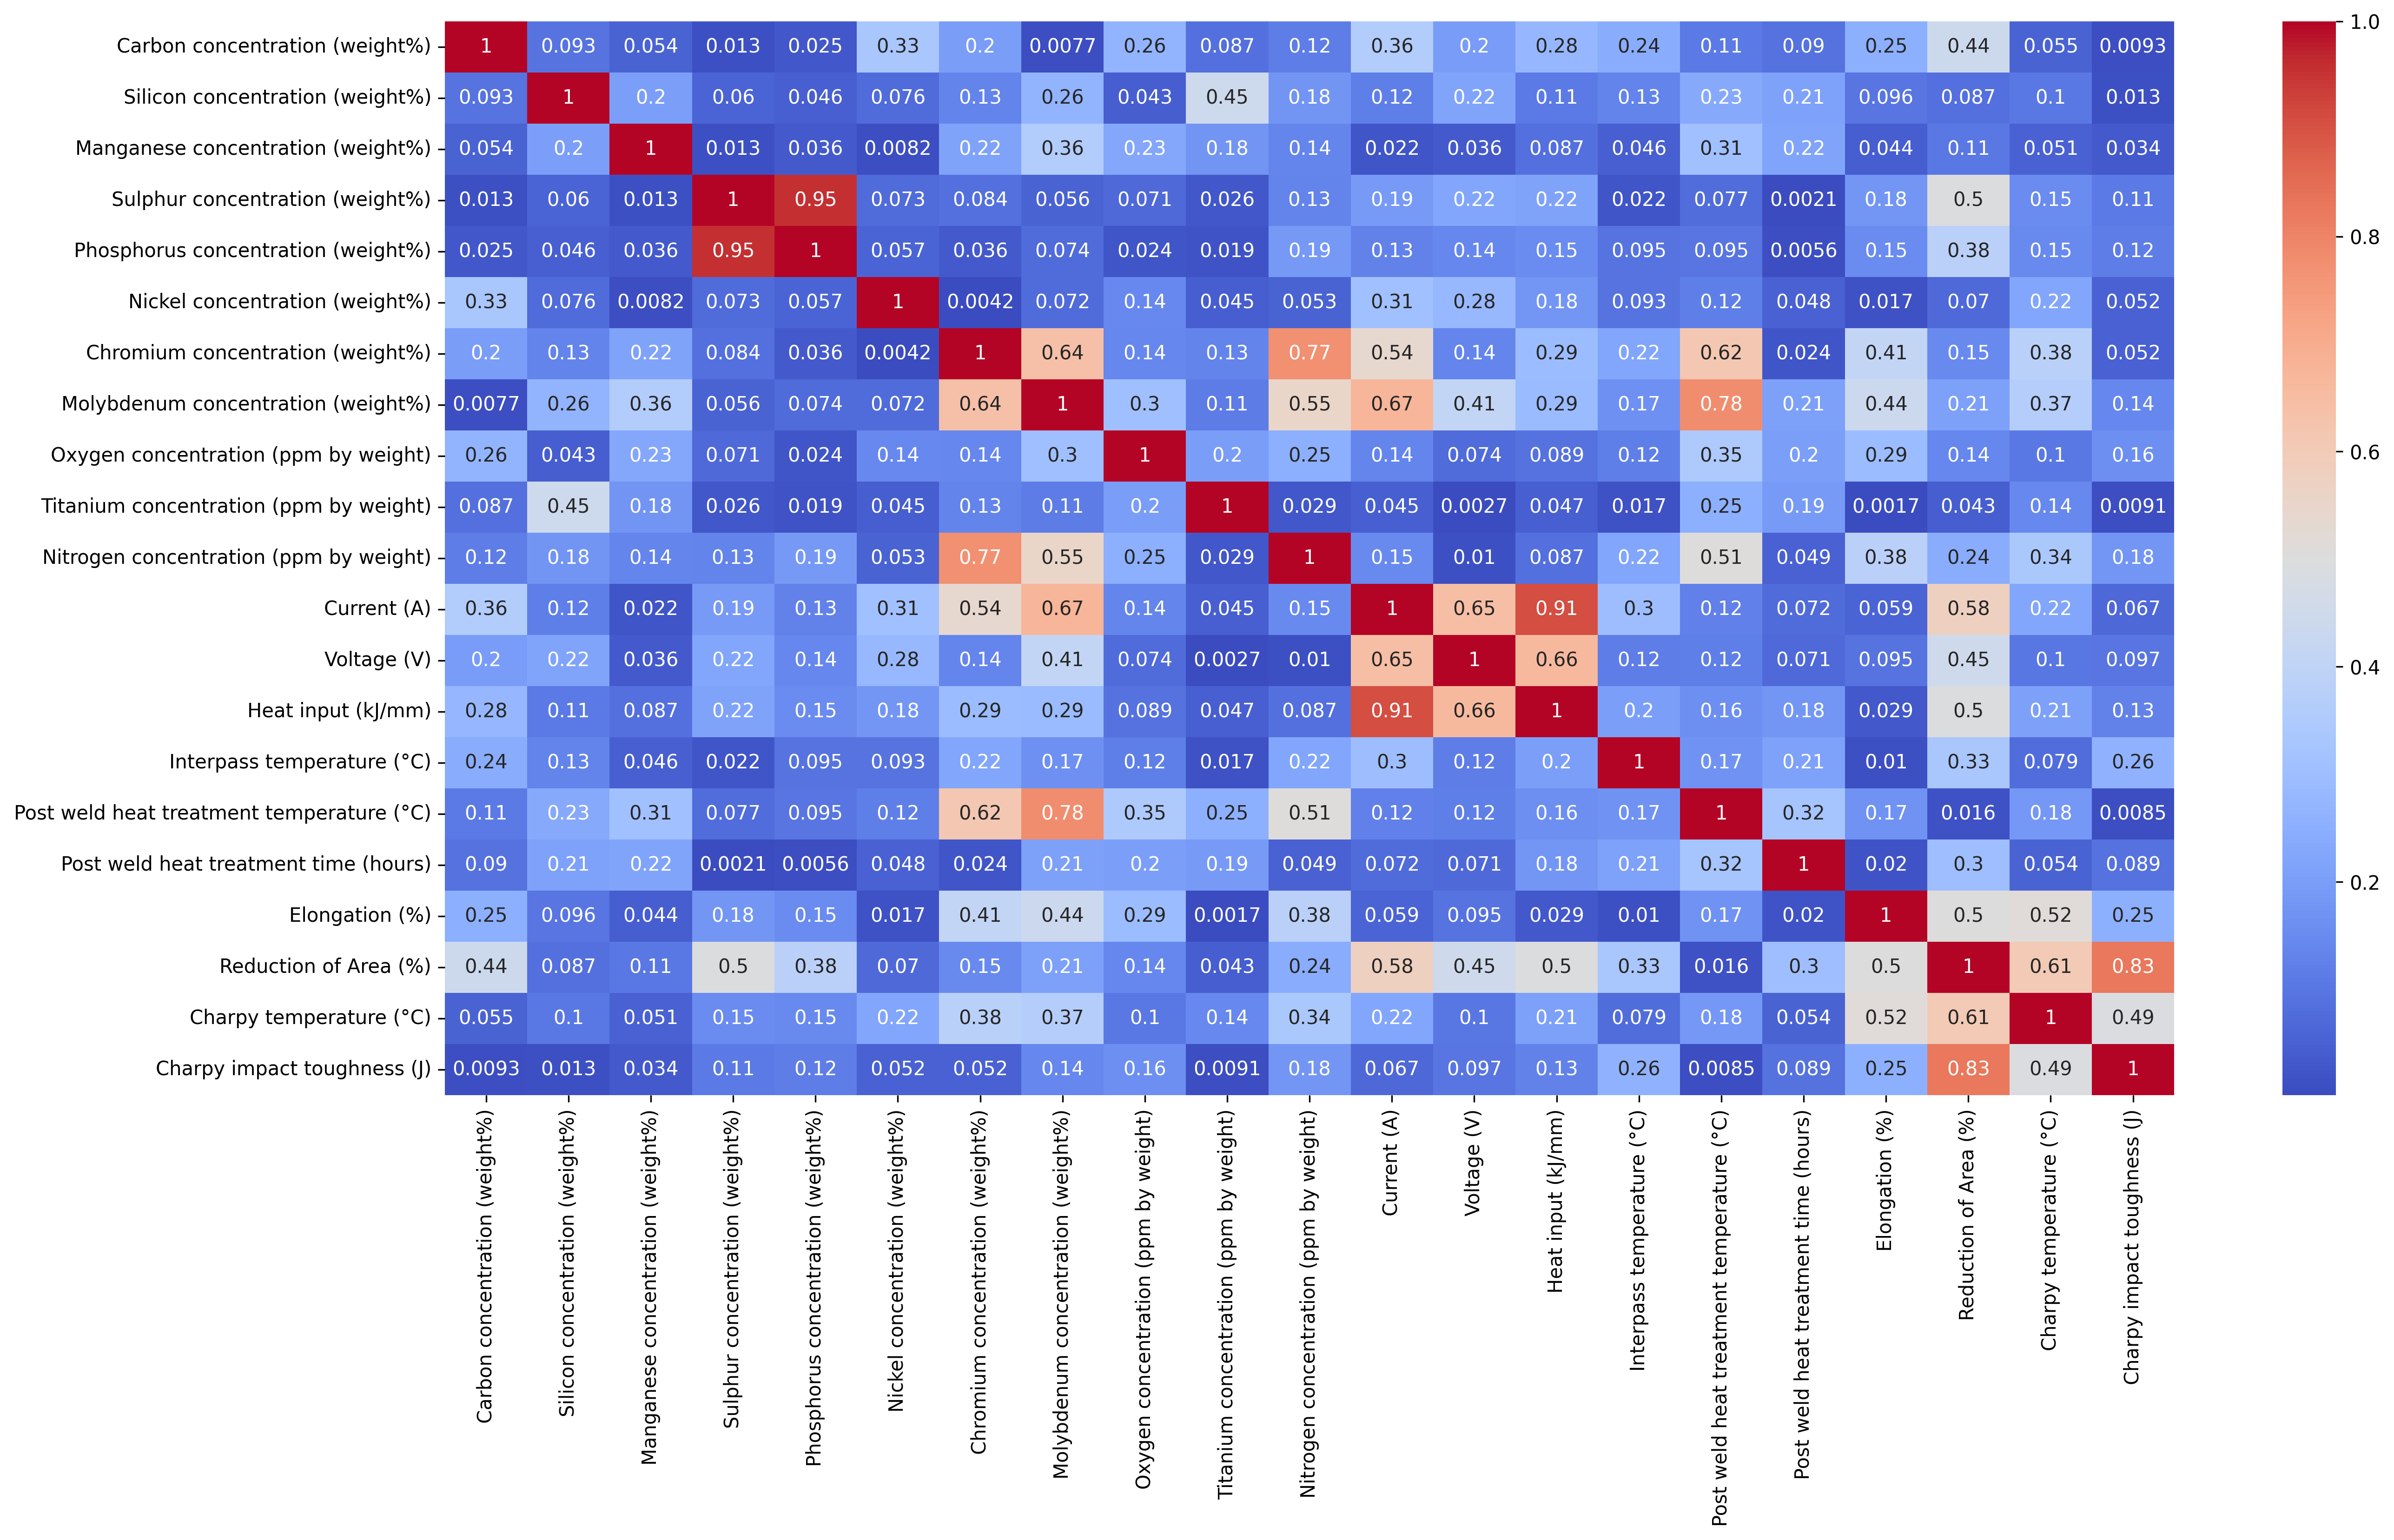 Carbon concentration (weight%) 1 0.093 0.054 0.013 0.025 0.33 0.2 0.0077 0.26 0.087 0.12 0.36 0.2 0.28 0.24 0.11 0.09 0.25 0.44 0.055 0.0093
Silicon concentration (weight%) 0.093 1 0.2 0.06 0.046 0.076 0.13 0.26 0.043 0.45 0.18 0.12 0.22 0.11 0.13 0.23 0.21 0.096 0.087 0.1 0.013
Manganese concentration (weight%) 0.054 0.2 1 0.013 0.036 0.0082 0.22 0.36 0.23 0.18 0.14 0.022 0.036 0.087 0.046 0.31 0.22 0.044 0.11 0.051 0.034
Sulphur concentration (weight%) 0.013 0.06 0.013 1 0.95 0.073 0.084 0.056 0.071 0.026 0.13 0.19 0.22 0.22 0.022 0.077 0.0021 0.18 0.5 0.15 0.11
Phosphorus concentration (weight%) 0.025 0.046 0.036 0.95 1 0.057 0.036 0.074 0.024 0.019 0.19 0.13 0.14 0.15 0.095 0.095 0.0056 0.15 0.38 0.15 0.12
Nickel concentration (weight%) 0.33 0.076 0.0082 0.073 0.057 1 0.0042 0.072 0.14 0.045 0.053 0.31 0.28 0.18 0.093 0.12 0.048 0.017 0.07 0.22 0.052
Chromium concentration (weight%) 0.2 0.13 0.22 0.084 0.036 0.0042 1 0.64 0.14 0.13 0.77 0.54 0.14 0.29 0.22 0.62 0.024 0.41 0.15 0.38 0.052
Molybdenum concentration (weight%) 0.0077 0.26 0.36 0.056 0.074 0.072 0.64 1 0.3 0.11 0.55 0.67 0.41 0.29 0.17 0.78 0.21 0.44 0.21 0.37 0.14
Oxygen concentration (ppm by weight) 0.26 0.043 0.23 0.071 0.024 0.14 0.14 0.3 1 0.2 0.25 0.14 0.074 0.089 0.12 0.35 0.2 0.29 0.14 0.1 0.16
Titanium concentration (ppm by weight) 0.087 0.45 0.18 0.026 0.019 0.045 0.13 0.11 0.2 1 0.029 0.045 0.0027 0.047 0.017 0.25 0.19 0.0017 0.043 0.14 0.0091
Nitrogen concentration (ppm by weight) 0.12 0.18 0.14 0.13 0.19 0.053 0.77 0.55 0.25 0.029 1 0.15 0.01 0.087 0.22 0.51 0.049 0.38 0.24 0.34 0.18
Current (A) 0.36 0.12 0.022 0.19 0.13 0.31 0.54 0.67 0.14 0.045 0.15 1 0.65 0.91 0.3 0.12 0.072 0.059 0.58 0.22 0.067
Voltage (V) 0.2 0.22 0.036 0.22 0.14 0.28 0.14 0.41 0.074 0.0027 0.01 0.65 1 0.66 0.12 0.12 0.071 0.095 0.45 0.1 0.097
Heat input (kJ/mm) 0.28 0.11 0.087 0.22 0.15 0.18 0.29 0.29 0.089 0.047 0.087 0.91 0.66 1 0.2 0.16 0.18 0.029 0.5 0.21 0.13
Interpass temperature (°C) 0.24 0.13 0.046 0.022 0.095 0.093 0.22 0.17 0.12 0.017 0.22 0.3 0.12 0.2 1 0.17 0.21 0.01 0.33 0.079 0.26
Post weld heat treatment temperature (°C) 0.11 0.23 0.31 0.077 0.095 0.12 0.62 0.78 0.35 0.25 0.51 0.12 0.12 0.16 0.17 1 0.32 0.17 0.016 0.18 0.0085
Post weld heat treatment time (hours) 0.09 0.21 0.22 0.0021 0.0056 0.048 0.024 0.21 0.2 0.19 0.049 0.072 0.071 0.18 0.21 0.32 1 0.02 0.3 0.054 0.089
Elongation (%) 0.25 0.096 0.044 0.18 0.15 0.017 0.41 0.44 0.29 0.0017 0.38 0.059 0.095 0.029 0.01 0.17 0.02 1 0.5 0.52 0.25
Reduction of Area (%) 0.44 0.087 0.11 0.5 0.38 0.07 0.15 0.21 0.14 0.043 0.24 0.58 0.45 0.5 0.33 0.016 0.3 0.5 1 0.61 0.83
Charpy temperature (°C) 0.055 0.1 0.051 0.15 0.15 0.22 0.38 0.37 0.1 0.14 0.34 0.22 0.1 0.21 0.079 0.18 0.054 0.52 0.61 1 0.49
Charpy impact toughness (J) 0.0093 0.013 0.034 0.11 0.12 0.052 0.052 0.14 0.16 0.0091 0.18 0.067 0.097 0.13 0.26 0.0085 0.089 0.25 0.83 0.49 1
Carbon concentration (weight%)
Silicon concentration (weight%)
Manganese concentration (weight%)
Sulphur concentration (weight%)
Phosphorus concentration (weight%)
Nickel concentration (weight%)
Chromium concentration (weight%)
Molybdenum concentration (weight%)
Oxygen concentration (ppm by weight)
Titanium concentration (ppm by weight)
Nitrogen concentration (ppm by weight)
Current (A)
Voltage (V)
Heat input (kJ/mm)
Interpass temperature (°C)
Post weld heat treatment temperature (°C)
Post weld heat treatment time (hours)
Elongation (%)
Reduction of Area (%)
Charpy temperature (°C)
Charpy impact toughness (J)
1.0
0.8
0.6
0.4
0.2